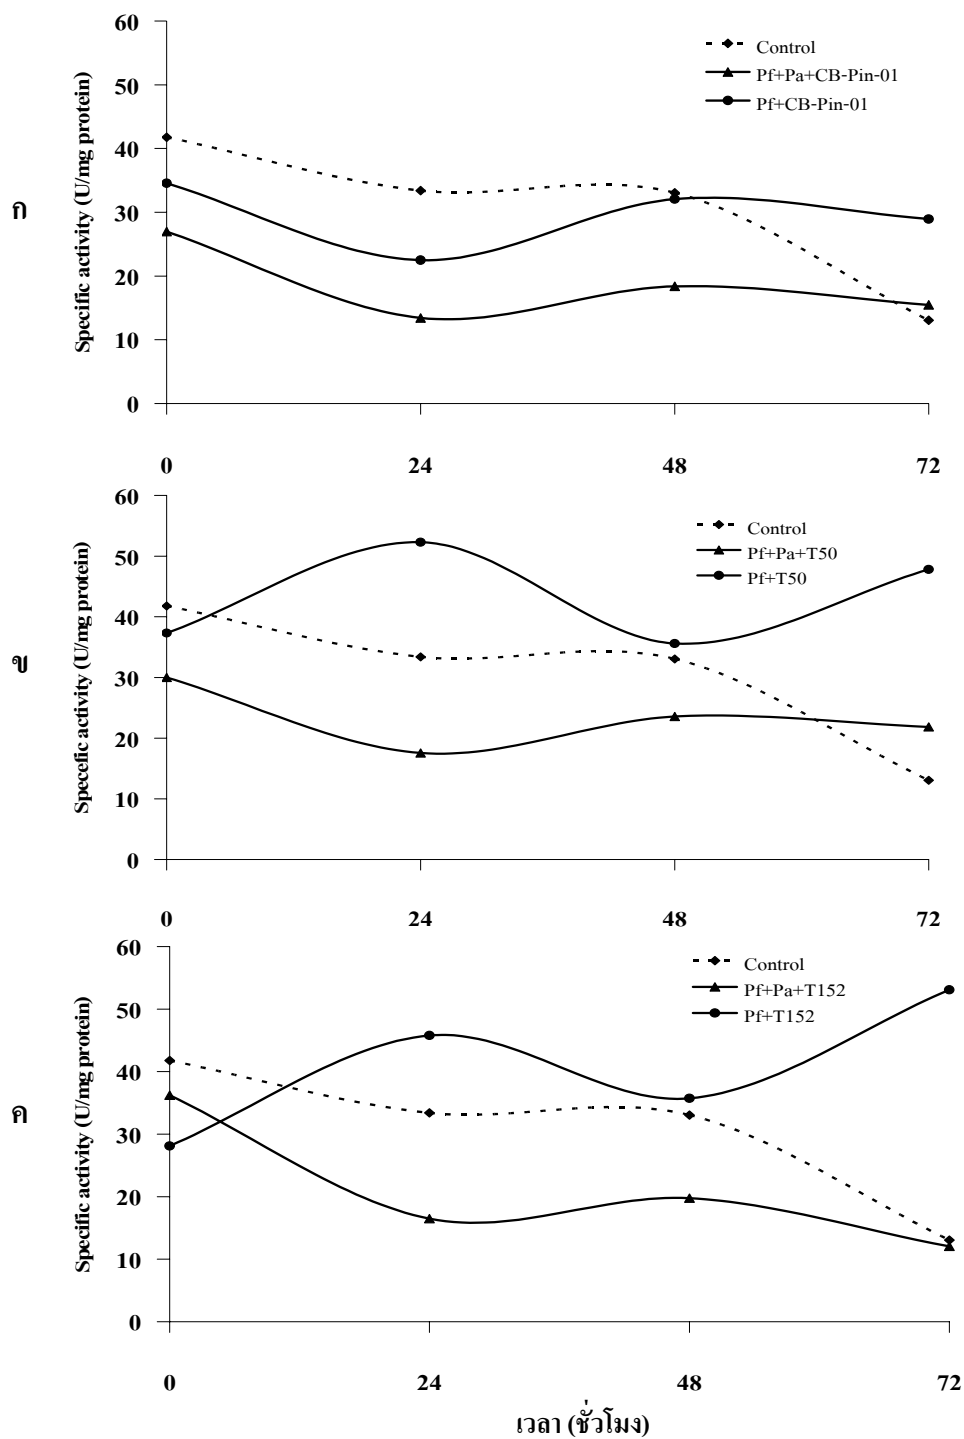 60
50
40
30
20
10
0
Specific activity (U/mg protein)
ก
Control
Pf+Pa+CB-Pin-01
Pf+CB-Pin-01
0 24 48 72
60
50
40
30
20
10
0
Specefic activity (U/mg protein)
ข
Control
Pf+Pa+T50
Pf+T50
0 24 48 72
60
50
40
30
20
10
0
Specific activity (U/mg protein)
ค
Control
Pf+Pa+T152
Pf+T152
0 24 48 72
เวลา (ชั่วโมง)